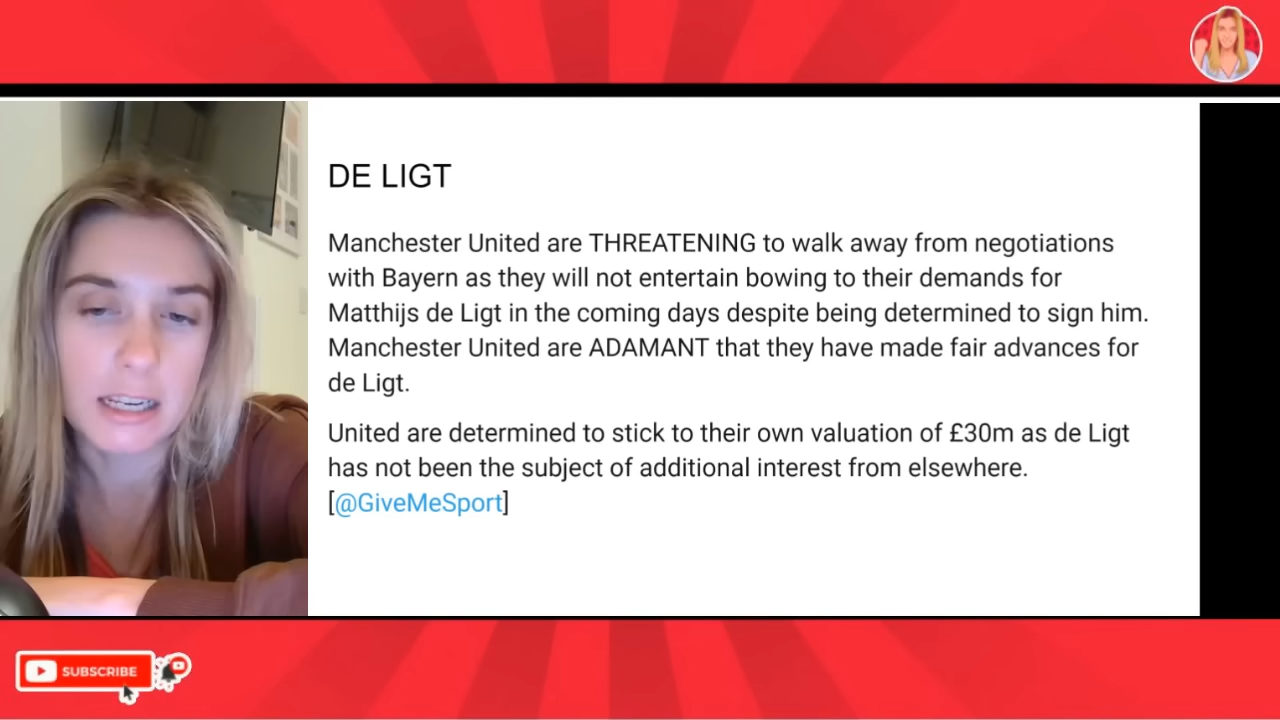 DE LIGT
Manchester United are THREATENING to walk away from negotiations
with Bayern as they will not entertain bowing to their demands for
Matthijs de Ligt in the coming days despite being determined to sign him.
Manchester United are ADAMANT that they have made fair advances for
de Ligt.
United are determined to stick to their own valuation of £30m as de Ligt
has not been the subject of additional interest from elsewhere.
[@GiveMeSport]
SUBSCRIBE